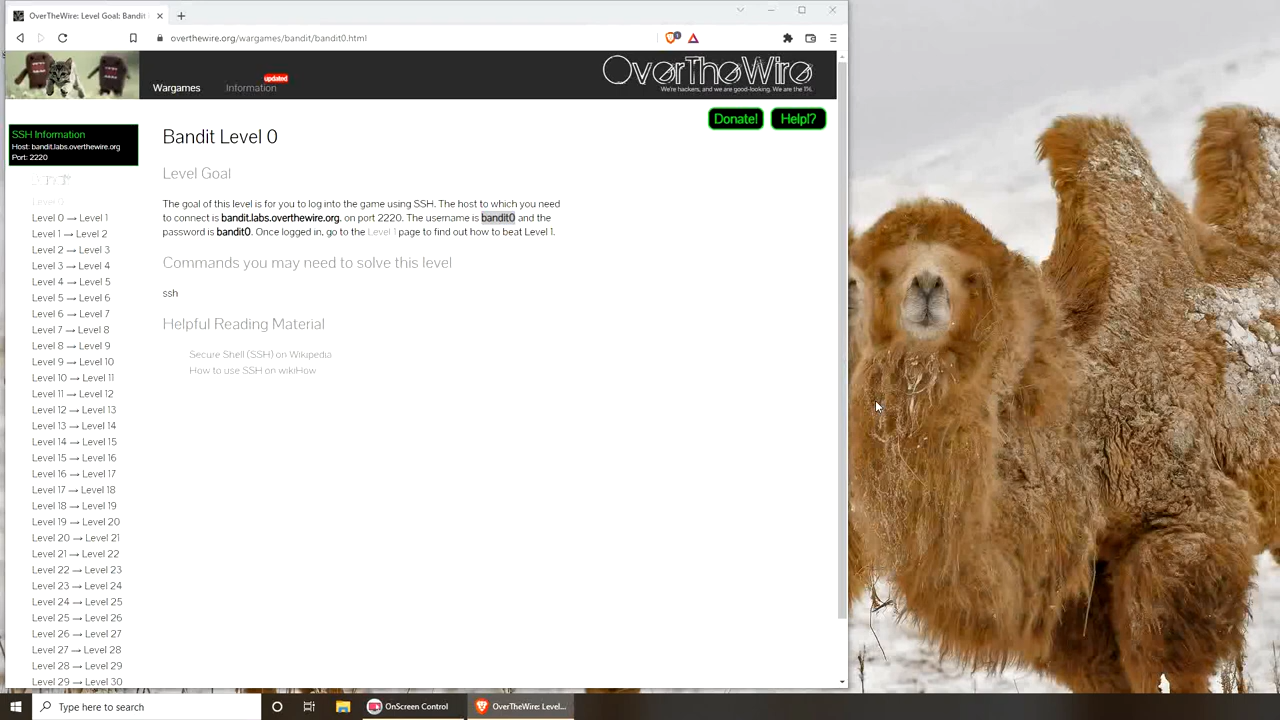 OverTheWire: Level Goal: Bandit
overthewire.org/wargames/bandit/bandit0.html
Wargames
Information
updated
OverTheWire
We're hackers, and we are good-looking. We are the 1%.
Donate!
Help!?
SSH Information
Host: bandit.labs.overthewire.org
Port: 2220
Level 0
Level 0 → Level 1
Level 1 → Level 2
Level 2 → Level 3
Level 3 → Level 4
Level 4 → Level 5
Level 5 → Level 6
Level 6 → Level 7
Level 7 → Level 8
Level 8 → Level 9
Level 9 → Level 10
Level 10 → Level 11
Level 11 → Level 12
Level 12 → Level 13
Level 13 → Level 14
Level 14 → Level 15
Level 15 → Level 16
Level 16 → Level 17
Level 17 → Level 18
Level 18 → Level 19
Level 19 → Level 20
Level 20 → Level 21
Level 21 → Level 22
Level 22 → Level 23
Level 23 → Level 24
Level 24 → Level 25
Level 25 → Level 26
Level 26 → Level 27
Level 27 → Level 28
Level 28 → Level 29
Level 29 → Level 30
Bandit Level 0
Level Goal
The goal of this level is for you to log into the game using SSH. The host to which you need
to connect is bandit.labs.overthewire.org, on port 2220. The username is bandit0 and the
password is bandit0. Once logged in, go to the Level 1 page to find out how to beat Level 1.
Commands you may need to solve this level
ssh
Helpful Reading Material
Secure Shell (SSH) on Wikipedia
How to use SSH on wikiHow
Type here to search
OnScreen Control
OverTheWire: Level...